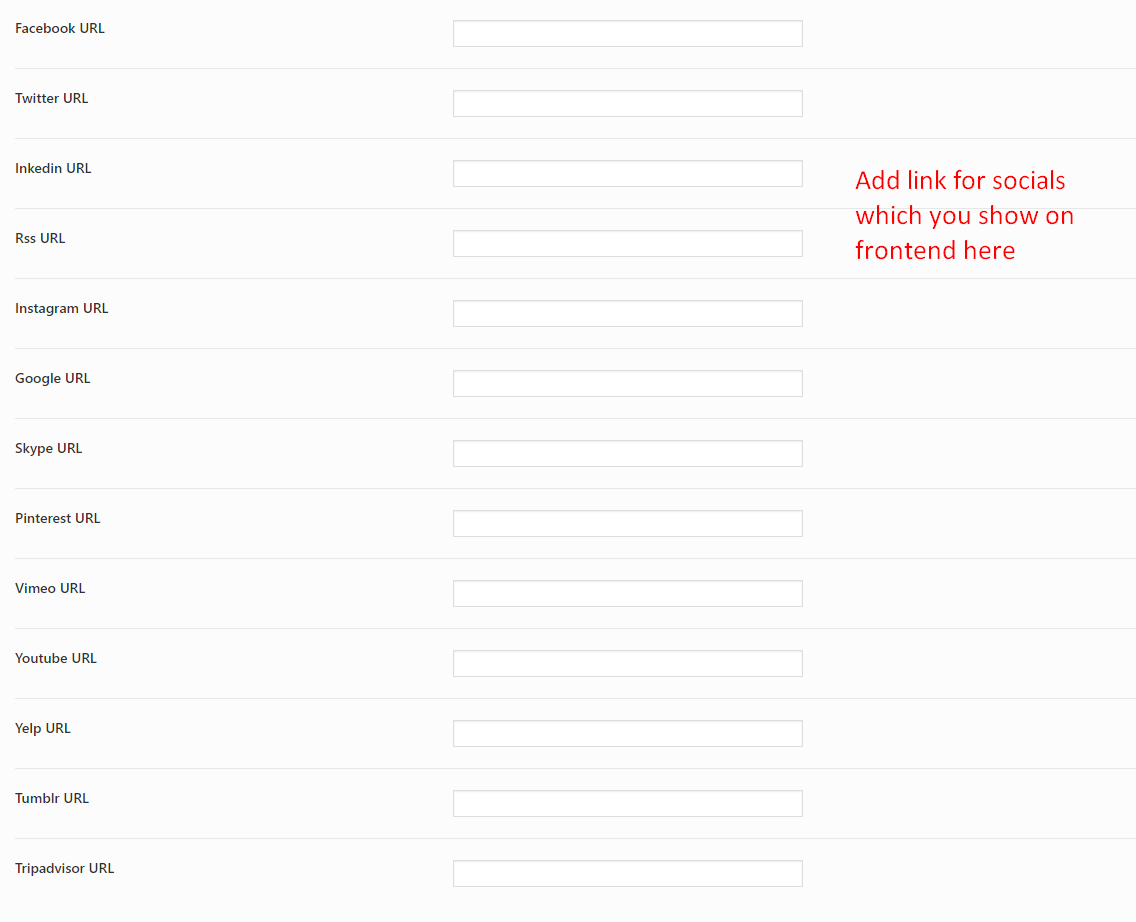 Facebook URL
Twitter URL
Inkedin URL
Add link for socials
which you show on
frontend here
Rss URL
Instagram URL
Google URL
Skype URL
Pinterest URL
Vimeo URL
Youtube URL
Yelp URL
Tumblr URL
Tripadvisor URL